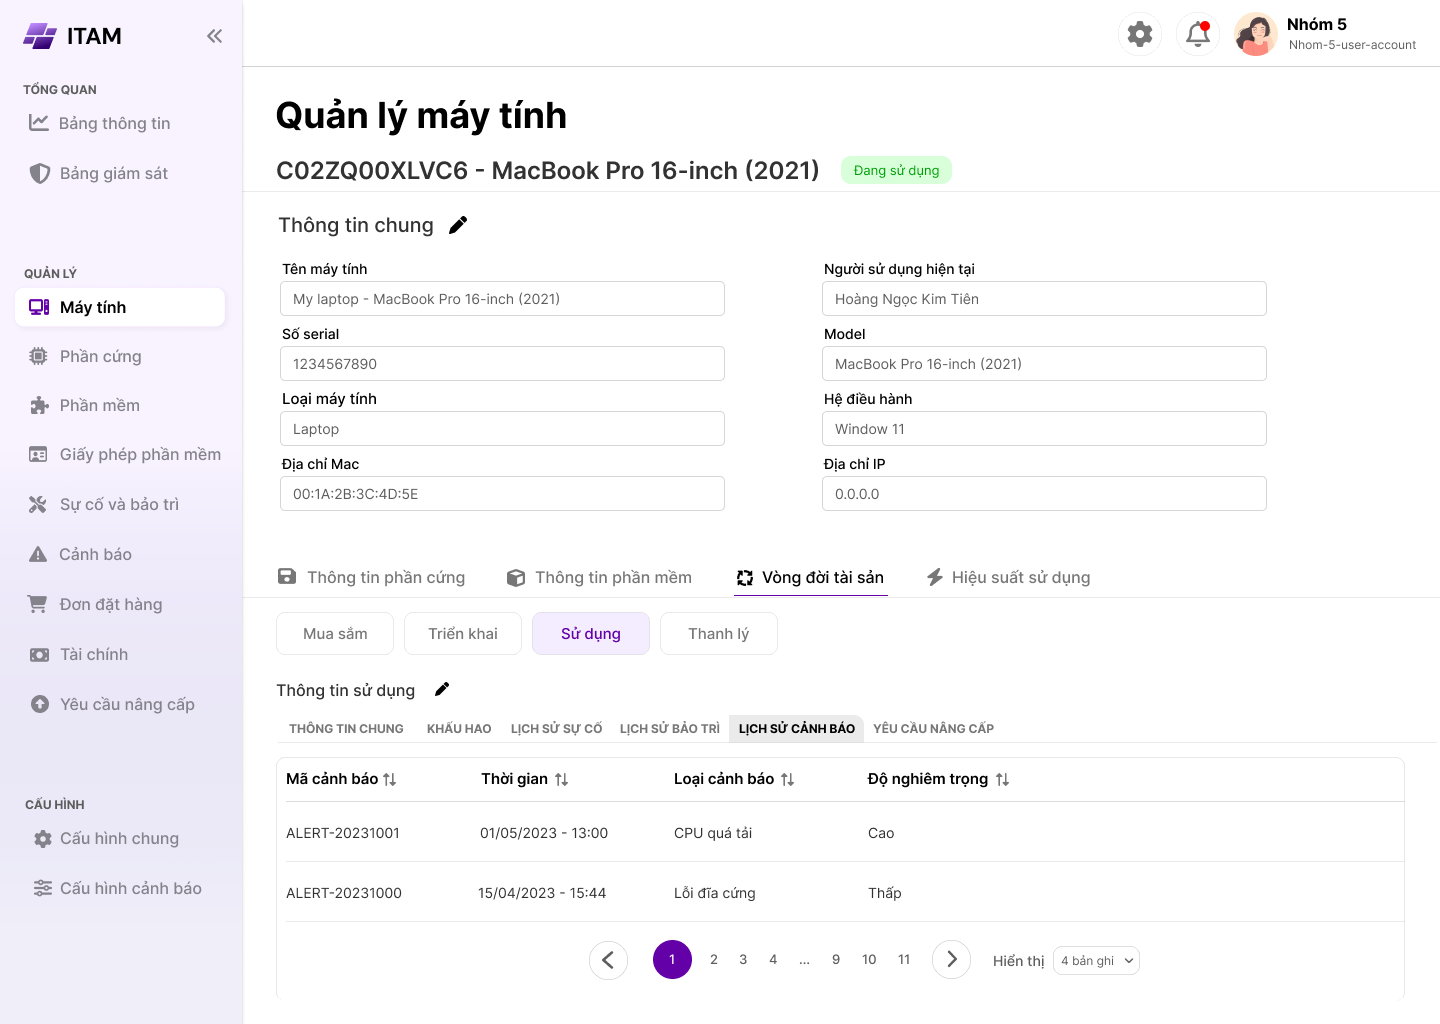 ITAM
TỔNG QUAN
Bảng thông tin
Bảng giám sát
QUẢN LÝ
Máy tính
Phần cứng
Phần mềm
Giấy phép phần mềm
Sự cố và bảo trì
Cảnh báo
Đơn đặt hàng
Tài chính
Yêu cầu nâng cấp
CẤU HÌNH
Cấu hình chung
Cấu hình cảnh báo
Nhóm 5
Nhom-5-user-account
Quản lý máy tính
C02ZQ00XLVC6 - MacBook Pro 16-inch (2021) Đang sử dụng
Thông tin chung
Tên máy tính Người sử dụng hiện tại
My laptop - MacBook Pro 16-inch (2021) Hoàng Ngọc Kim Tiên
Số serial Model
1234567890 MacBook Pro 16-inch (2021)
Loại máy tính Hệ điều hành
Laptop Window 11
Địa chỉ Mac Địa chỉ IP
00:1A:2B:3C:4D:5E 0.0.0.0
Thông tin phần cứng Thông tin phần mềm Vòng đời tài sản Hiệu suất sử dụng
Mua sắm Triển khai Sử dụng Thanh lý
Thông tin sử dụng
THÔNG TIN CHUNG KHẤU HAO LỊCH SỬ SỰ CỐ LỊCH SỬ BẢO TRÌ LỊCH SỬ CẢNH BÁO YÊU CẦU NÂNG CẤP
Mã cảnh báo Thời gian Loại cảnh báo Độ nghiêm trọng
ALERT-20231001 01/05/2023 - 13:00 CPU quá tải Cao
ALERT-20231000 15/04/2023 - 15:44 Lỗi đĩa cứng Thấp
1 2 3 4 ... 9 10 11 Hiển thị 4 bản ghi